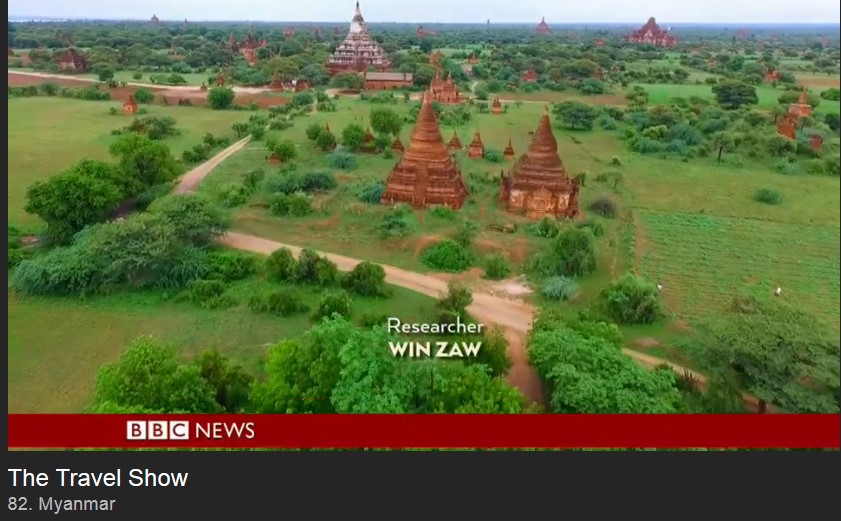 Researcher
WIN ZAW
BBC NEWS
The Travel Show
82. Myanmar